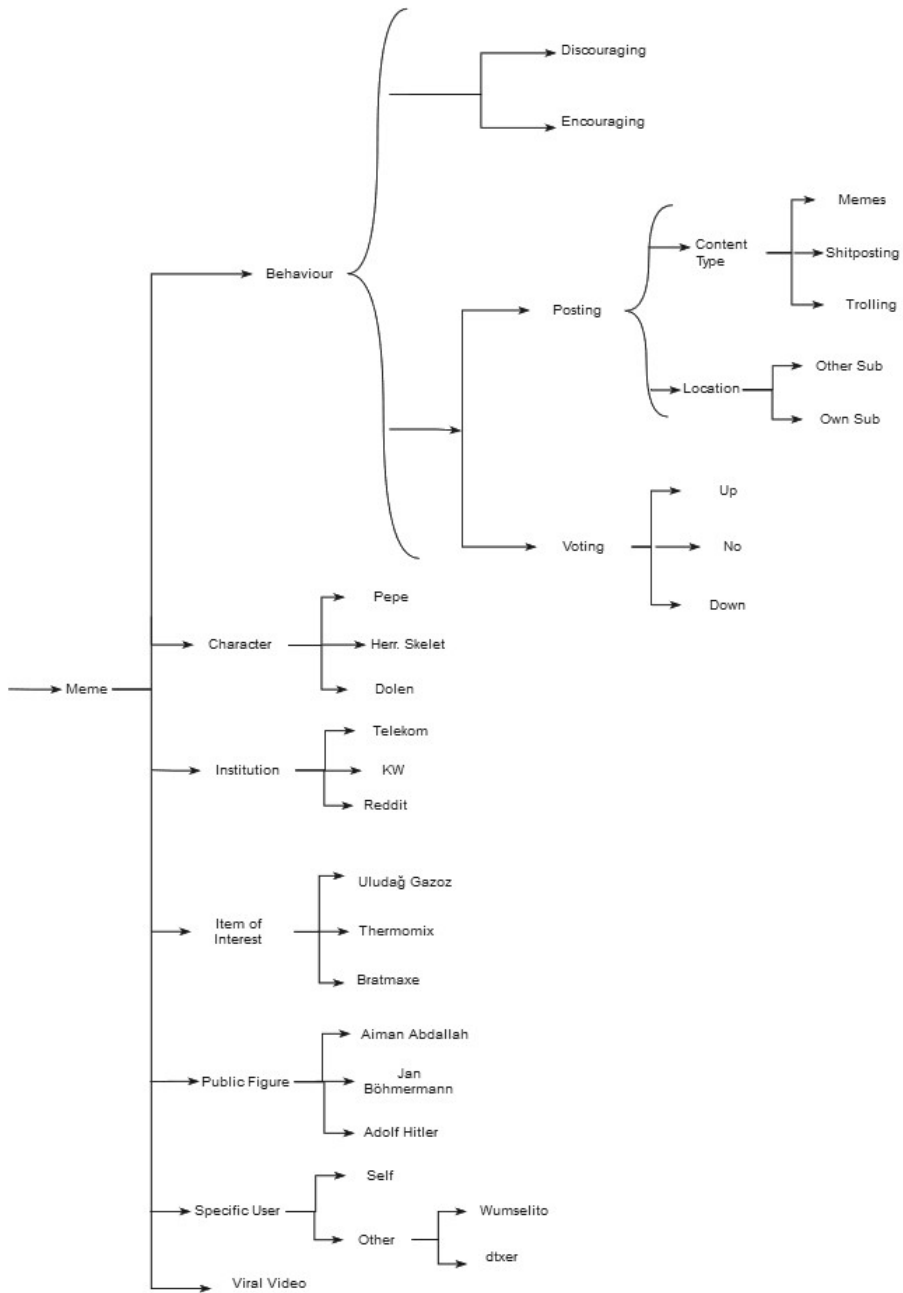 Discouraging
Encouraging
Memes
Content
Type
Shitposting
Behaviour
Trolling
Posting
Other Sub
Location
Own Sub
Up
Voting
No
Down
Pepe
Character
Herr. Skelet
Meme
Dolen
Telekom
Institution
KW
Reddit
Uludağ Gazoz
Item of
Interest
Thermomix
Bratmaxe
Aiman Abdallah
Public Figure
Jan
Böhmermann
Adolf Hitler
Self
Specific User
Wumselito
Other
dtxer
Viral Video